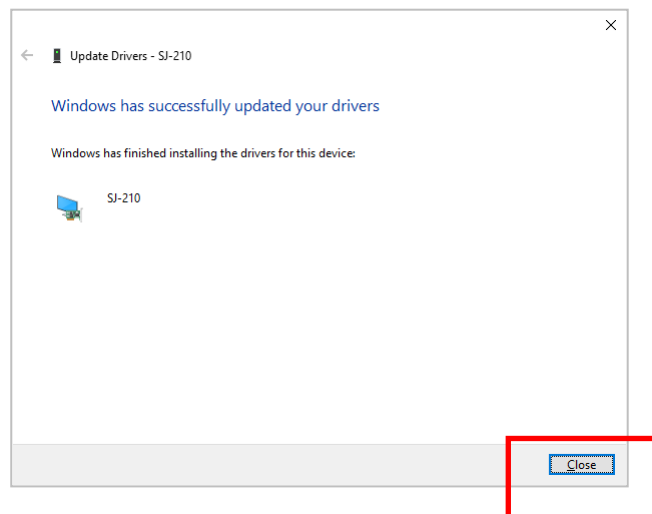 Update Drivers - SJ-210
Windows has successfully updated your drivers
Windows has finished installing the drivers for this device:
SJ-210
Close